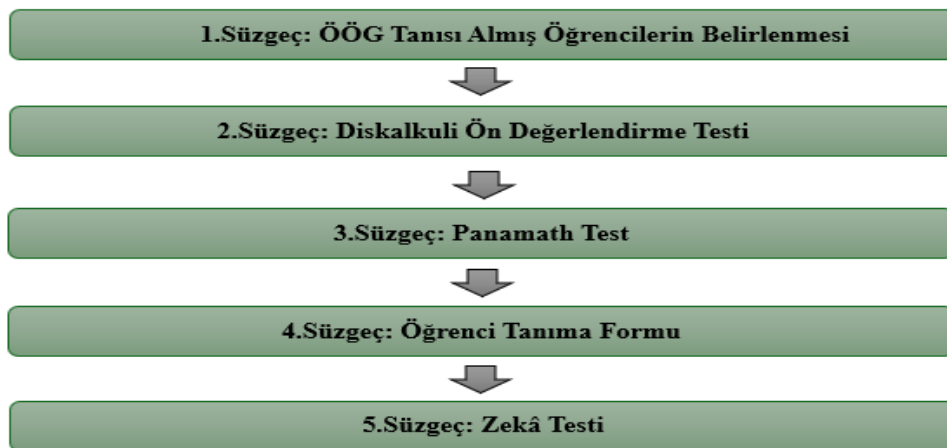 1.Süzgeç: ÖÖG Tanısı Almış Öğrencilerin Belirlenmesi
2.Süzgeç: Diskalkuli Ön Değerlendirme Testi
3.Süzgeç: Panamath Test
4.Süzgeç: Öğrenci Tanıma Formu
5.Süzgeç: Zekâ Testi